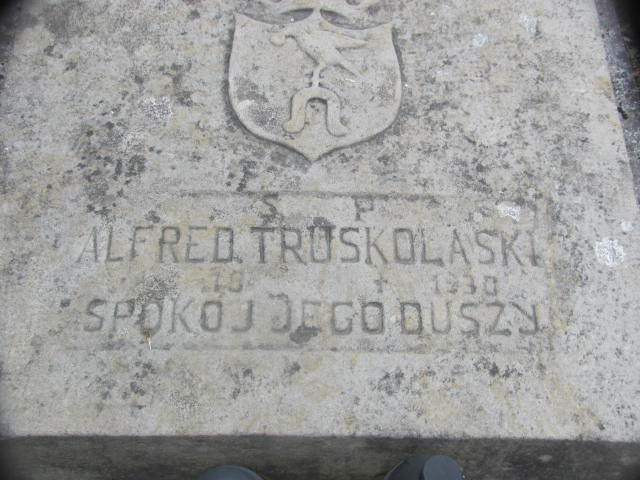 S P
ALFRED TRUSKOLASKI
1930
SPOKOJ JEGO DUSZY